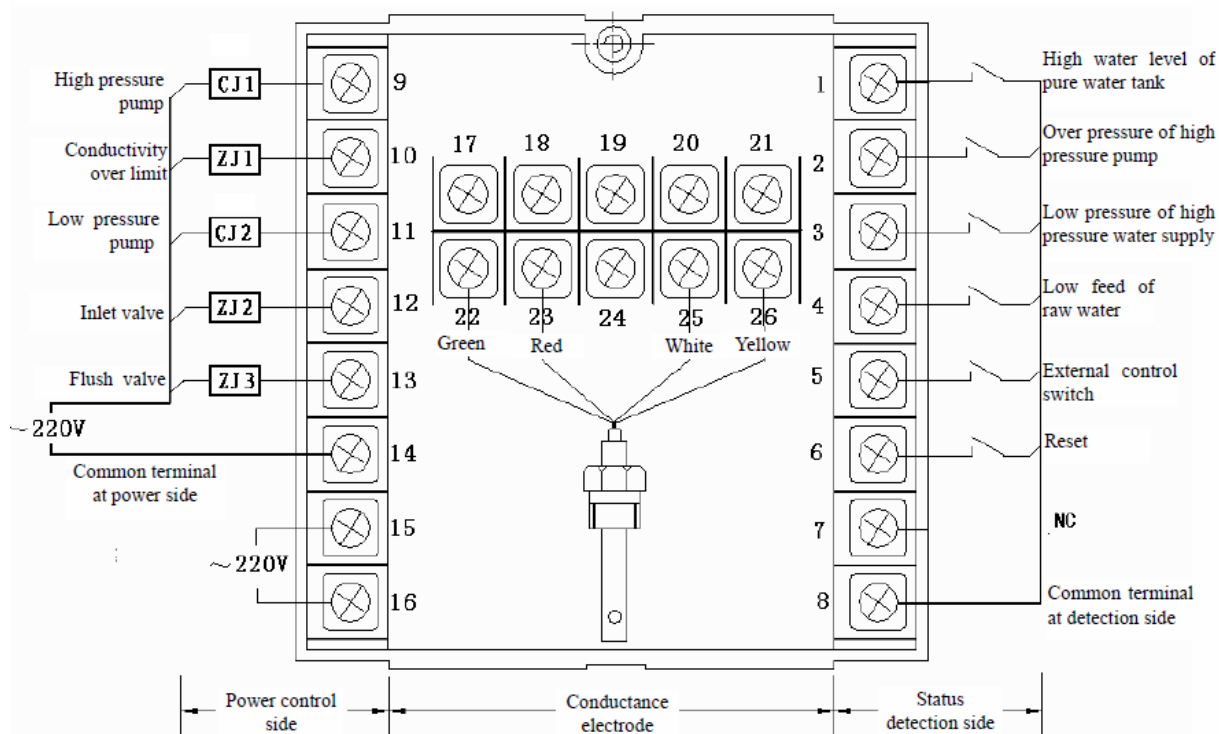 High pressure
pump
CJ1
9
Conductivity
over limit
ZJ1
10
Low pressure
pump
CJ2
11
Inlet valve
ZJ2
12
Flush valve
ZJ3
13
~220V
14
Common terminal
at power side
15
~220V
16
17 18 19 20 21
22 23 24 25 26
Green Red White Yellow
1
High water level of
pure water tank
2
Over pressure of high
pressure pump
3
Low pressure of high
pressure water supply
4
Low feed of
raw water
5
External control
switch
6
Reset
7
NC
8
Common terminal
at detection side
Power control
side
Conductance
electrode
Status
detection side